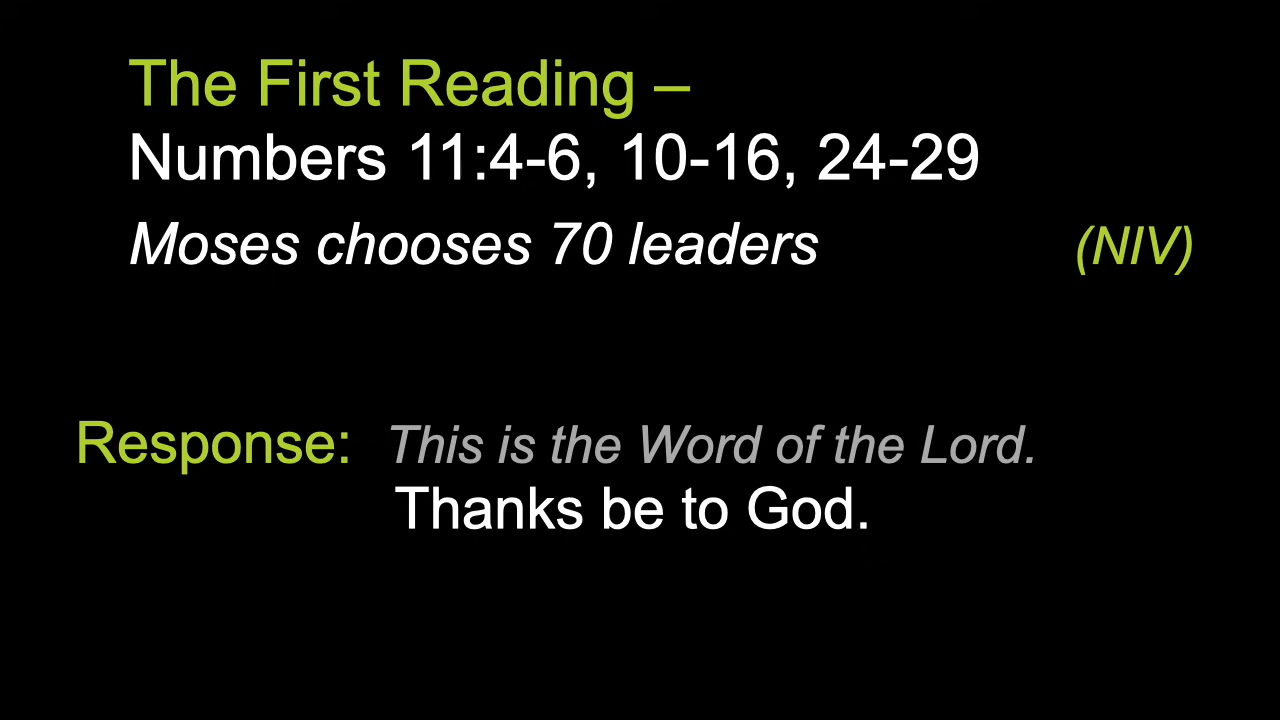 The First Reading –
Numbers 11:4-6, 10-16, 24-29
Moses chooses 70 leaders (NIV)
Response: This is the Word of the Lord.
Thanks be to God.